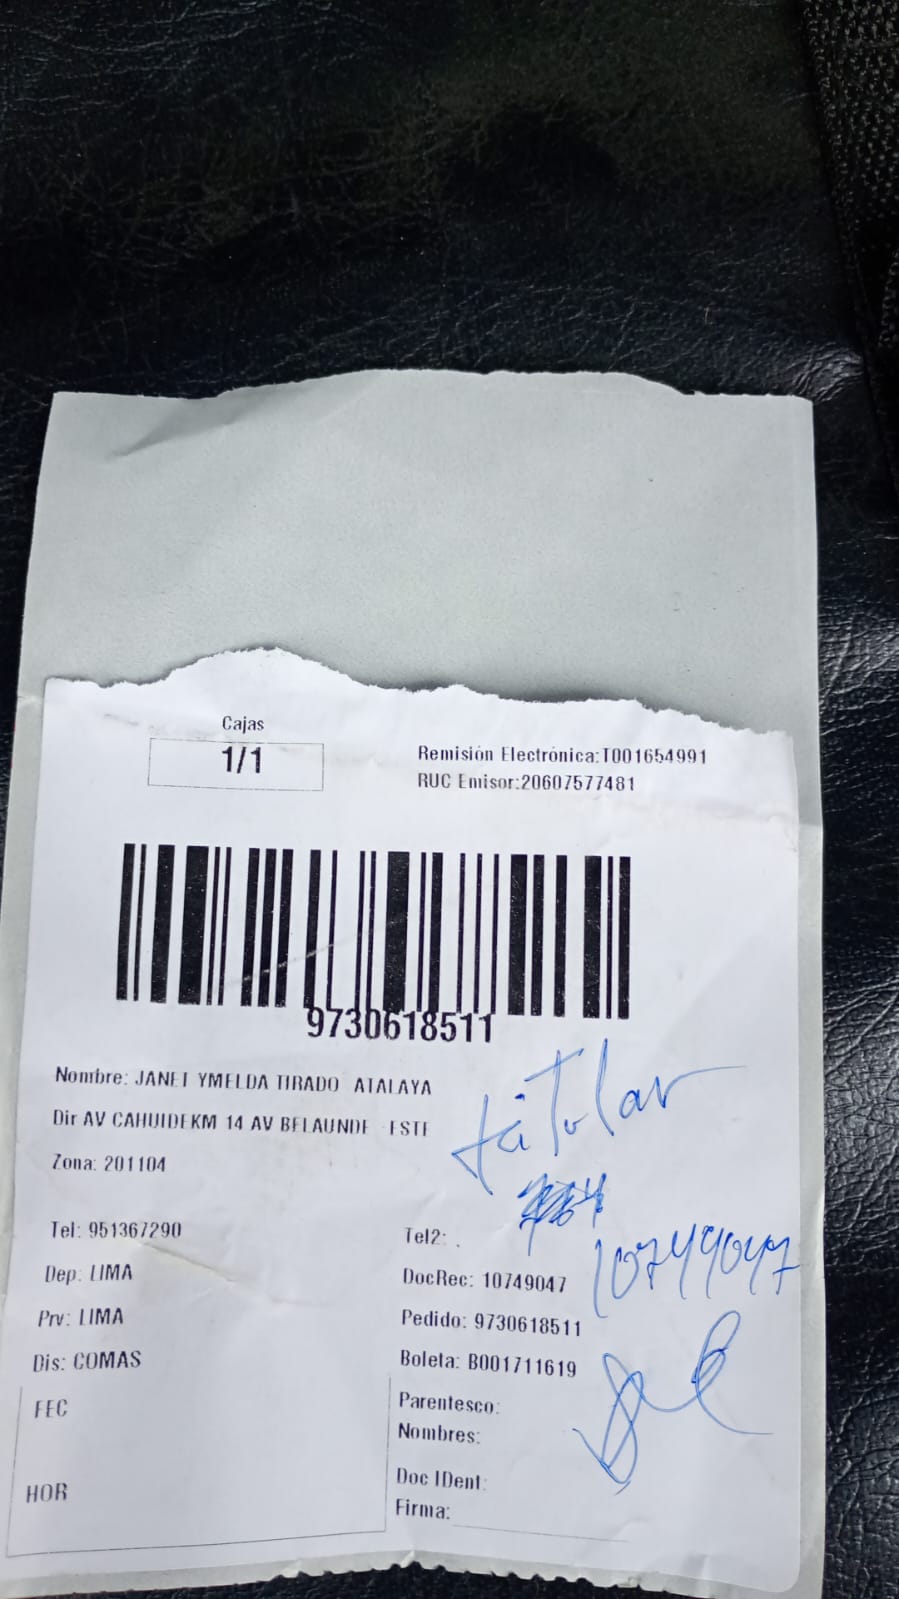 Cajas
1/1
Remisión Electrónica:T001654991
RUC Emisor:20607577481
9730618511
Nombre: JANET YMELDA TIRADO ATALAYA
Dir AV CAHUIDEKM 14 AV BELAUNDE ESTE
titular
Zona: 201104
Tel: 951367290
Tel2: .
10749047
Dep: LIMA
DocRec: 10749047
Prv: LIMA
Pedido: 9730618511
Dis: COMAS
Boleta: B001711619
FEC
Parentesco:
Nombres:
HOR
Doc IDent:
Firma: